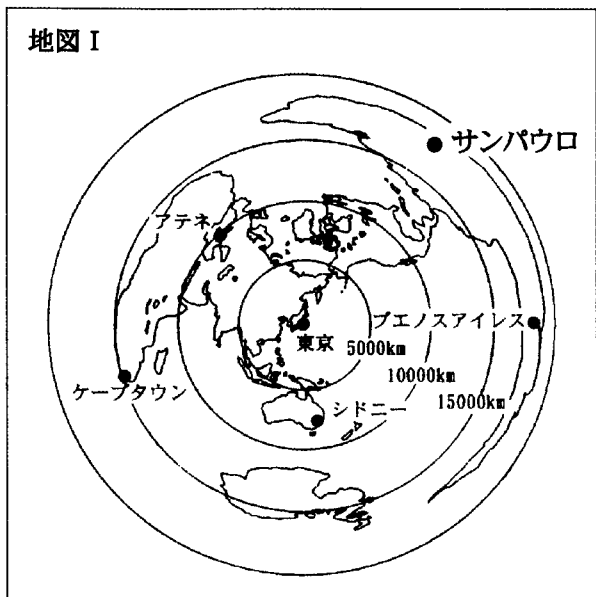 地図Ⅰ
サンパウロ
アテネ
ブエノスアイレス
東京
5000km
10000km
15000km
ケープタウン
シドニー